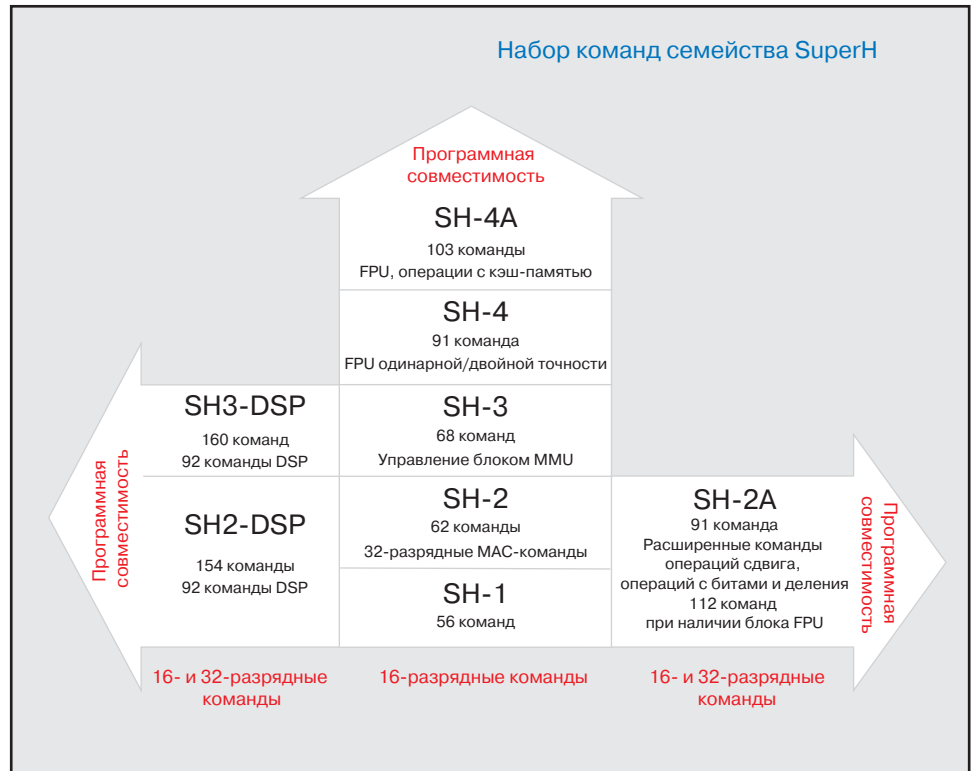 Набор команд семейства SuperH
Программная
совместимость
SH-4A
103 команды
FPU, операции с кэш-памятью
SH-4
91 команда
FPU одинарной/двойной точности
SH3-DSP
160 команд
92 команды DSP
SH-3
68 команд
Управление блоком MMU
Программная
совместимость
SH2-DSP
154 команды
92 команды DSP
SH-2
62 команды
32-разрядные MAC-команды
SH-1
56 команд
SH-2A
91 команда
Расширенные команды
операций сдвига,
операций с битами и деления
112 команд
при наличии блока FPU
Программная
совместимость
16- и 32-разрядные
команды
16-разрядные команды
16- и 32-разрядные
команды